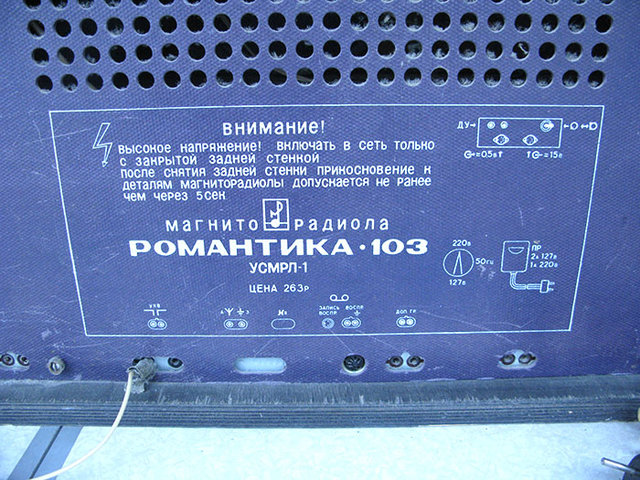 ВНИМАНИЕ!
ВЫСОКОЕ НАПРЯЖЕНИЕ! ВКЛЮЧАТЬ В СЕТЬ ТОЛЬКО
С ЗАКРЫТОЙ ЗАДНЕЙ СТЕНКОЙ
ПОСЛЕ СНЯТИЯ ЗАДНЕЙ СТЕНКИ ПРИКОСНОВЕНИЕ К
ДЕТАЛЯМ МАГНИТОРАДИОЛЫ ДОПУСКАЕТСЯ НЕ РАНЕЕ
ЧЕМ ЧЕРЕЗ 5 СЕК
ДУ
≈0,5В
≈15В
МАГНИТО РАДИОЛА
РОМАНТИКА·103
УСМРЛ-1
ЦЕНА 263Р
220В
50ГЦ
127В
ПР
2А 127В
1А 220В
УКВ
ЗАПИСЬ
ВОСПР.
ВОСПР.
ДОП. ГР.